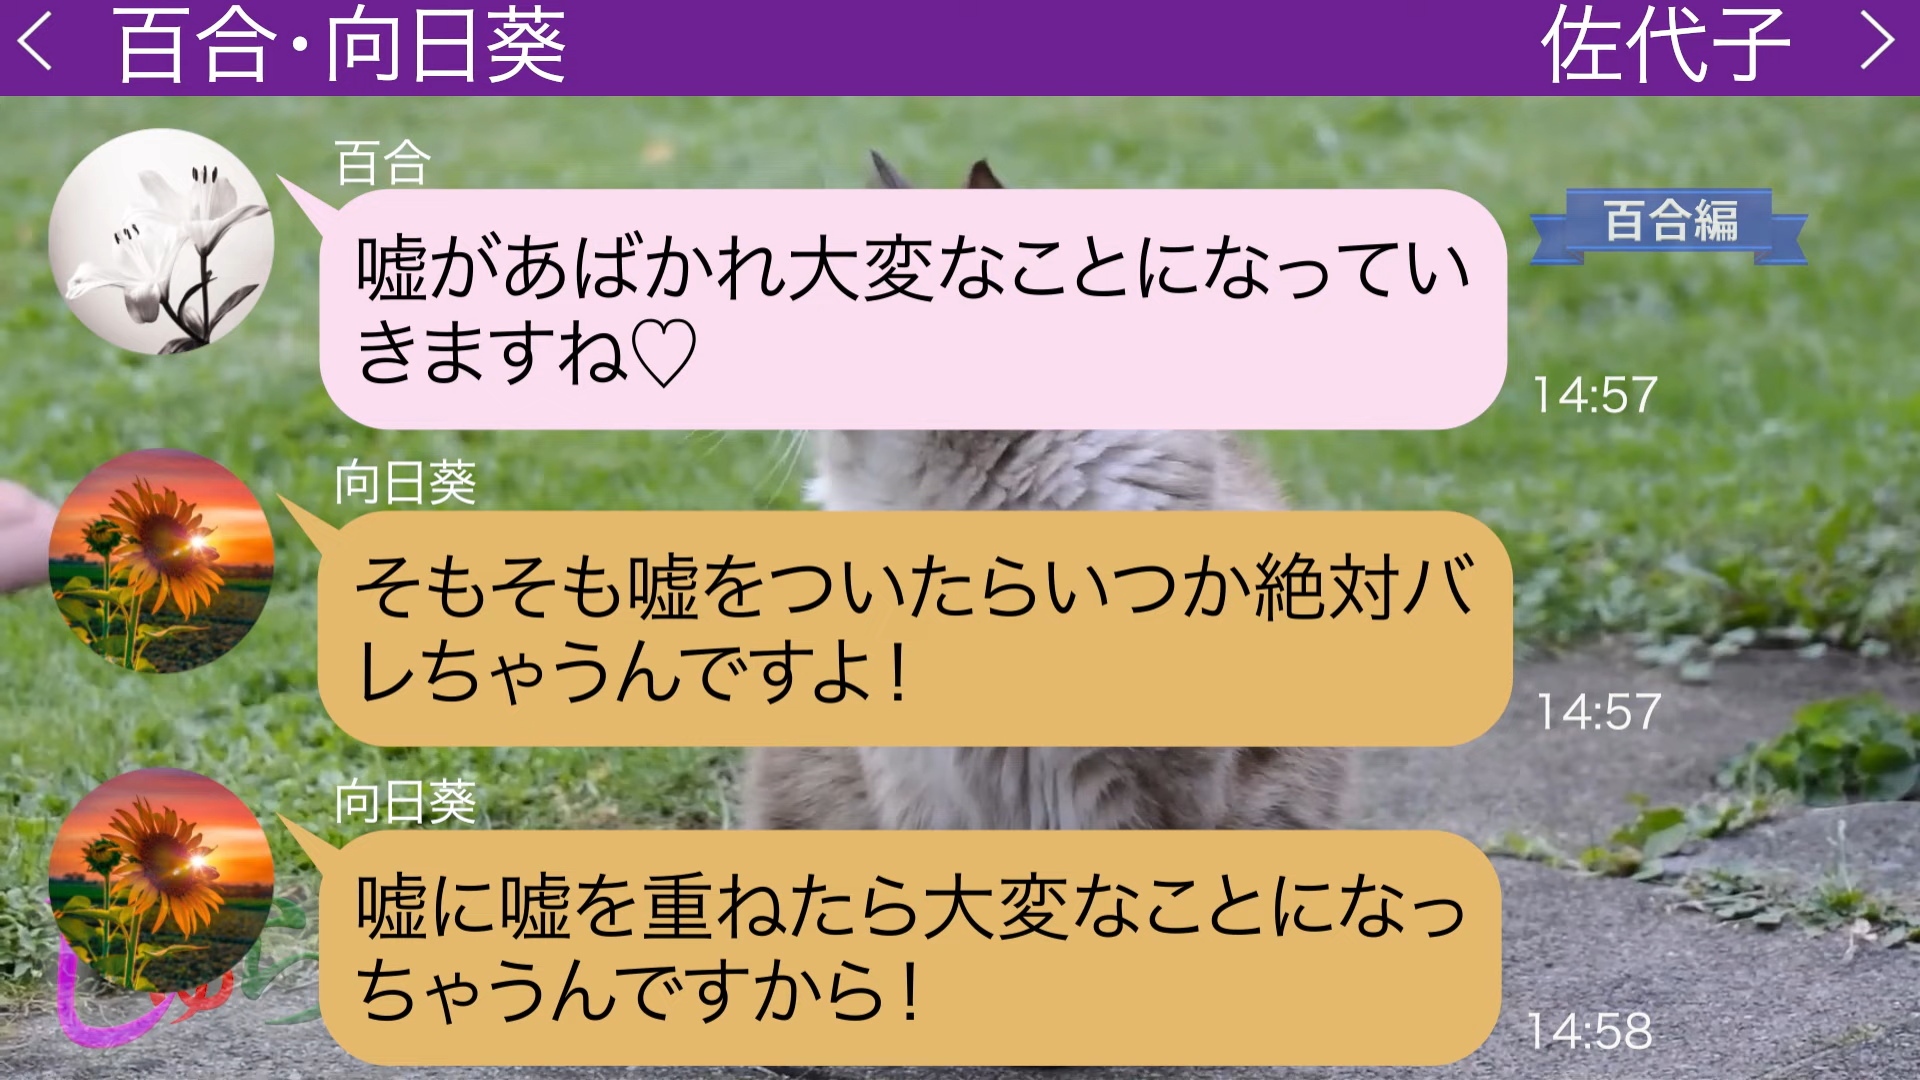 百合・向日葵
佐代子
百合
嘘があばかれ大変なことになってい
きますね♡
百合編
14:57
向日葵
そもそも嘘をついたらいつか絶対バ
レちゃうんですよ！
14:57
向日葵
嘘に嘘を重ねたら大変なことになっ
ちゃうんですから！
14:58